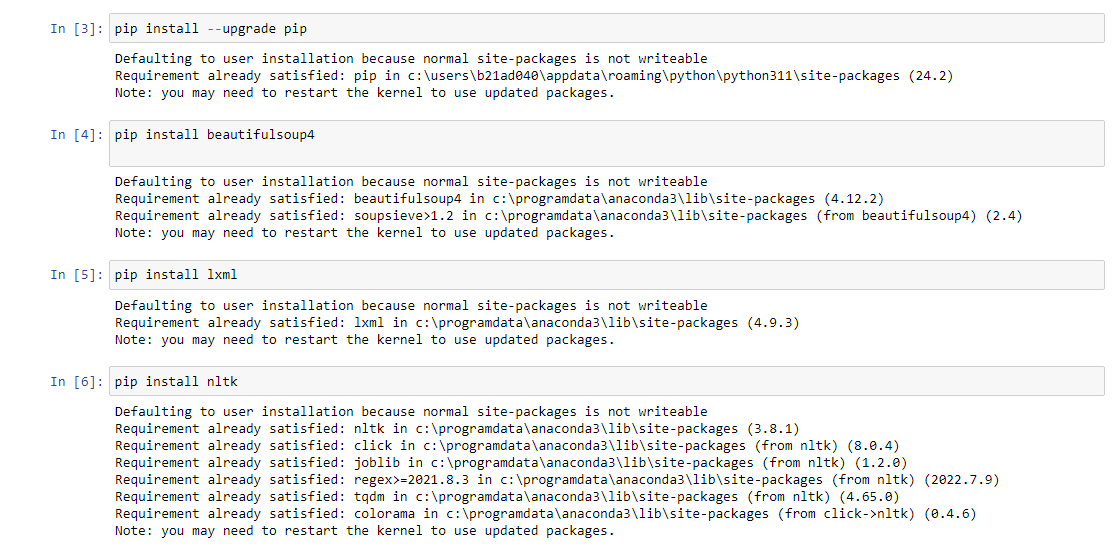 In [3]: pip install --upgrade pip
Defaulting to user installation because normal site-packages is not writeable
Requirement already satisfied: pip in c:\users\b21ad040\appdata\roaming\python\python311\site-packages (24.2)
Note: you may need to restart the kernel to use updated packages.
In [4]: pip install beautifulsoup4
Defaulting to user installation because normal site-packages is not writeable
Requirement already satisfied: beautifulsoup4 in c:\programdata\anaconda3\lib\site-packages (4.12.2)
Requirement already satisfied: soupsieve>1.2 in c:\programdata\anaconda3\lib\site-packages (from beautifulsoup4) (2.4)
Note: you may need to restart the kernel to use updated packages.
In [5]: pip install lxml
Defaulting to user installation because normal site-packages is not writeable
Requirement already satisfied: lxml in c:\programdata\anaconda3\lib\site-packages (4.9.3)
Note: you may need to restart the kernel to use updated packages.
In [6]: pip install nltk
Defaulting to user installation because normal site-packages is not writeable
Requirement already satisfied: nltk in c:\programdata\anaconda3\lib\site-packages (3.8.1)
Requirement already satisfied: click in c:\programdata\anaconda3\lib\site-packages (from nltk) (8.0.4)
Requirement already satisfied: joblib in c:\programdata\anaconda3\lib\site-packages (from nltk) (1.2.0)
Requirement already satisfied: regex>=2021.8.3 in c:\programdata\anaconda3\lib\site-packages (from nltk) (2022.7.9)
Requirement already satisfied: tqdm in c:\programdata\anaconda3\lib\site-packages (from nltk) (4.65.0)
Requirement already satisfied: colorama in c:\programdata\anaconda3\lib\site-packages (from click->nltk) (0.4.6)
Note: you may need to restart the kernel to use updated packages.